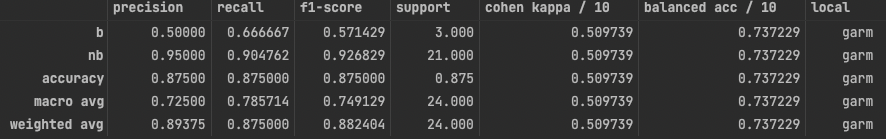 precision recall f1-score support cohen kappa / 10 balanced acc / 10 local
b 0.50000 0.666667 0.571429 3.000 0.509739 0.737229 garm
nb 0.95000 0.904762 0.926829 21.000 0.509739 0.737229 garm
accuracy 0.87500 0.875000 0.875000 0.875 0.509739 0.737229 garm
macro avg 0.72500 0.785714 0.749129 24.000 0.509739 0.737229 garm
weighted avg 0.89375 0.875000 0.882404 24.000 0.509739 0.737229 garm